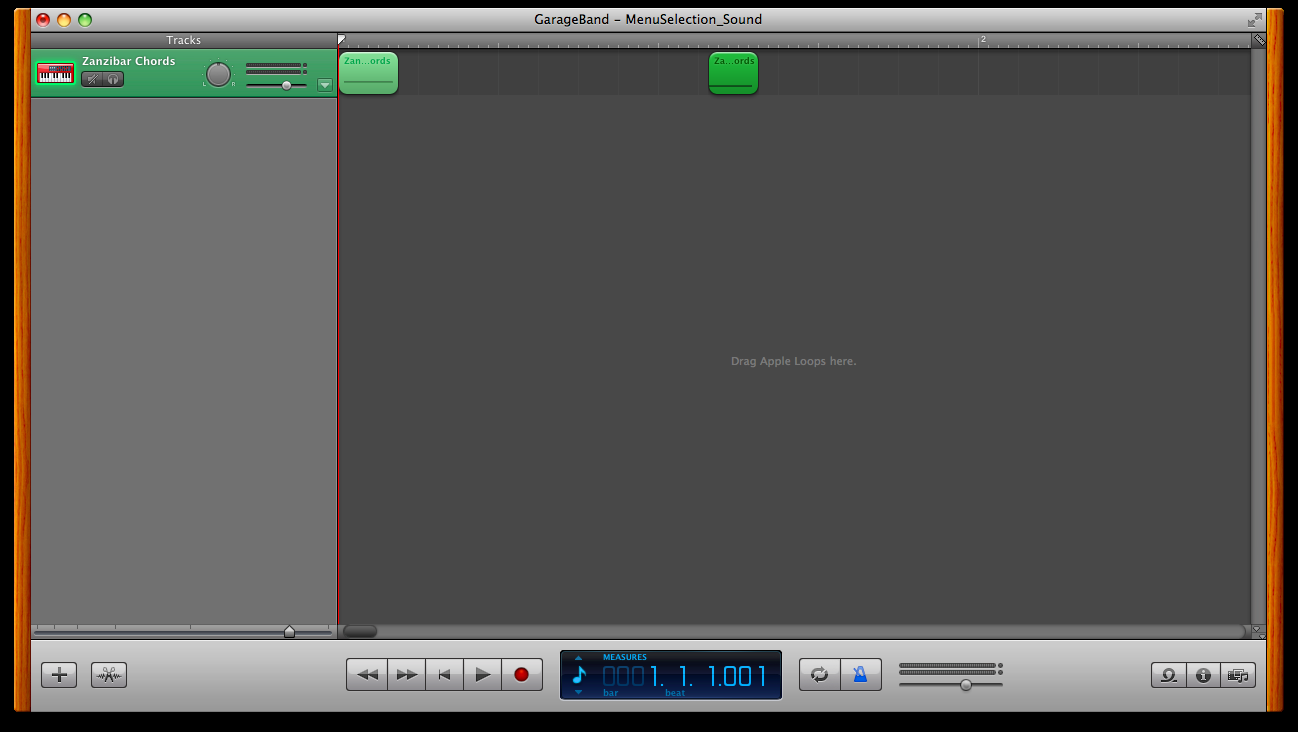 GarageBand – MenuSelection_Sound
Tracks
2
Zanzibar Chords
L R
Zan...ords
Za...ords
Drag Apple Loops here.
MEASURES
1. 1. 1.001
bar beat